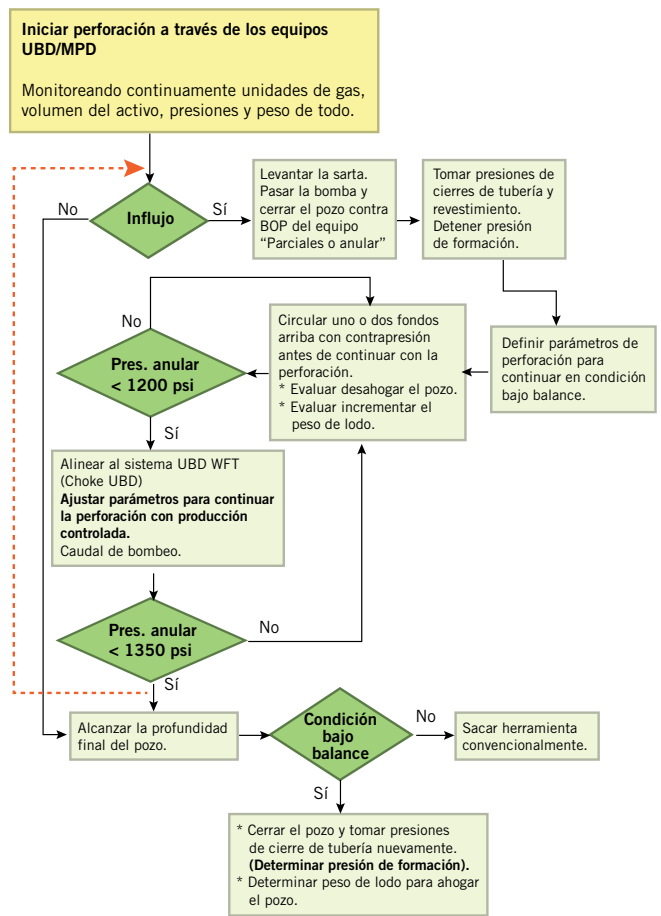 Iniciar perforación a través de los equipos
UBD/MPD
Monitoreando continuamente unidades de gas,
volumen del activo, presiones y peso de todo.
Influjo
No
Sí
Levantar la sarta.
Pasar la bomba y
cerrar el pozo contra
BOP del equipo
“Parciales o anular”
Tomar presiones de
cierres de tubería y
revestimiento.
Detener presión
de formación.
Definir parámetros de
perforación para
continuar en condición
bajo balance.
Circular uno o dos fondos
arriba con contrapresión
antes de continuar con la
perforación.
* Evaluar desahogar el pozo.
* Evaluar incrementar el
peso de lodo.
No
Pres. anular
< 1200 psi
Sí
Alinear al sistema UBD WFT
(Choke UBD)
Ajustar parámetros para continuar
la perforación con producción
controlada.
Caudal de bombeo.
Pres. anular
< 1350 psi
No
Sí
Alcanzar la profundidad
final del pozo.
Condición
bajo
balance
No
Sacar herramienta
convencionalmente.
Sí
* Cerrar el pozo y tomar presiones
de cierre de tubería nuevamente.
(Determinar presión de formación).
* Determinar peso de lodo para ahogar
el pozo.